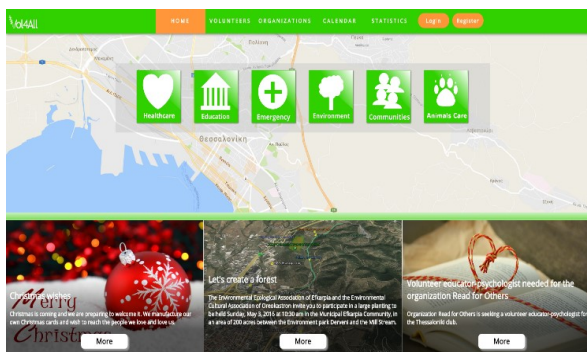 Vol4All
HOME VOLUNTEERS ORGANIZATIONS CALENDAR STATISTICS Login Register
Healthcare Education Emergency Environment Communities Animals Care
Θεσσαλονίκη
Merry
Christmas
Christmas wishes
Christmas is coming and we are preparing to welcome it. We manufacture our
own Christmas cards and wish to reach the people we love and love us.
More
Let's create a forest
The Environmental Ecological Association of Efkarpia and the Environmental
Cultural Association of Oreokastron invite you to participate in a large planting to
be held Sunday, May 3, 2015 at 10:30 am in the Municipal Efkarpia Community, in
an area of 200 acres between the Environment park Derveni and the Mill Stream.
More
Volunteer educator-psychologist needed for the
organization Read for Others
Organization Read for Others is seeking a volunteer educator-psychologist for
the Thessaloniki club.
More